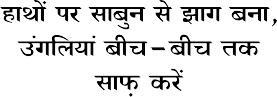 हाथों पर साबुन से झाग बना,
उंगलियां बीच-बीच तक
साफ़ करें